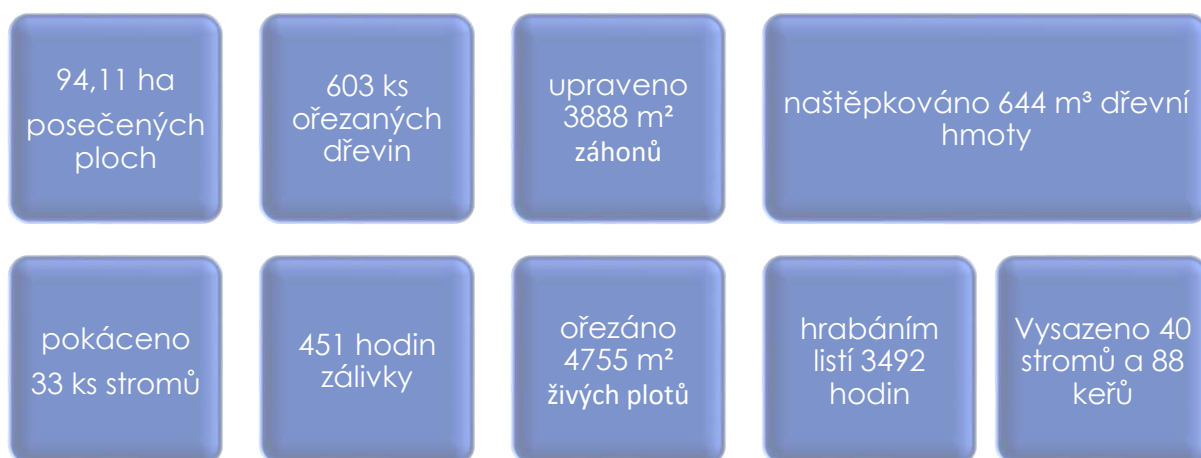 94,11 ha
posečených
ploch
603 ks
ořezaných
dřevin
upraveno
3888 m²
záhonů
naštěpkováno 644 m³ dřevní
hmoty
pokáceno
33 ks stromů
451 hodin
zálivky
ořezáno
4755 m²
živých plotů
hrabáním
listí 3492
hodin
Vysazeno 40
stromů a 88
keřů